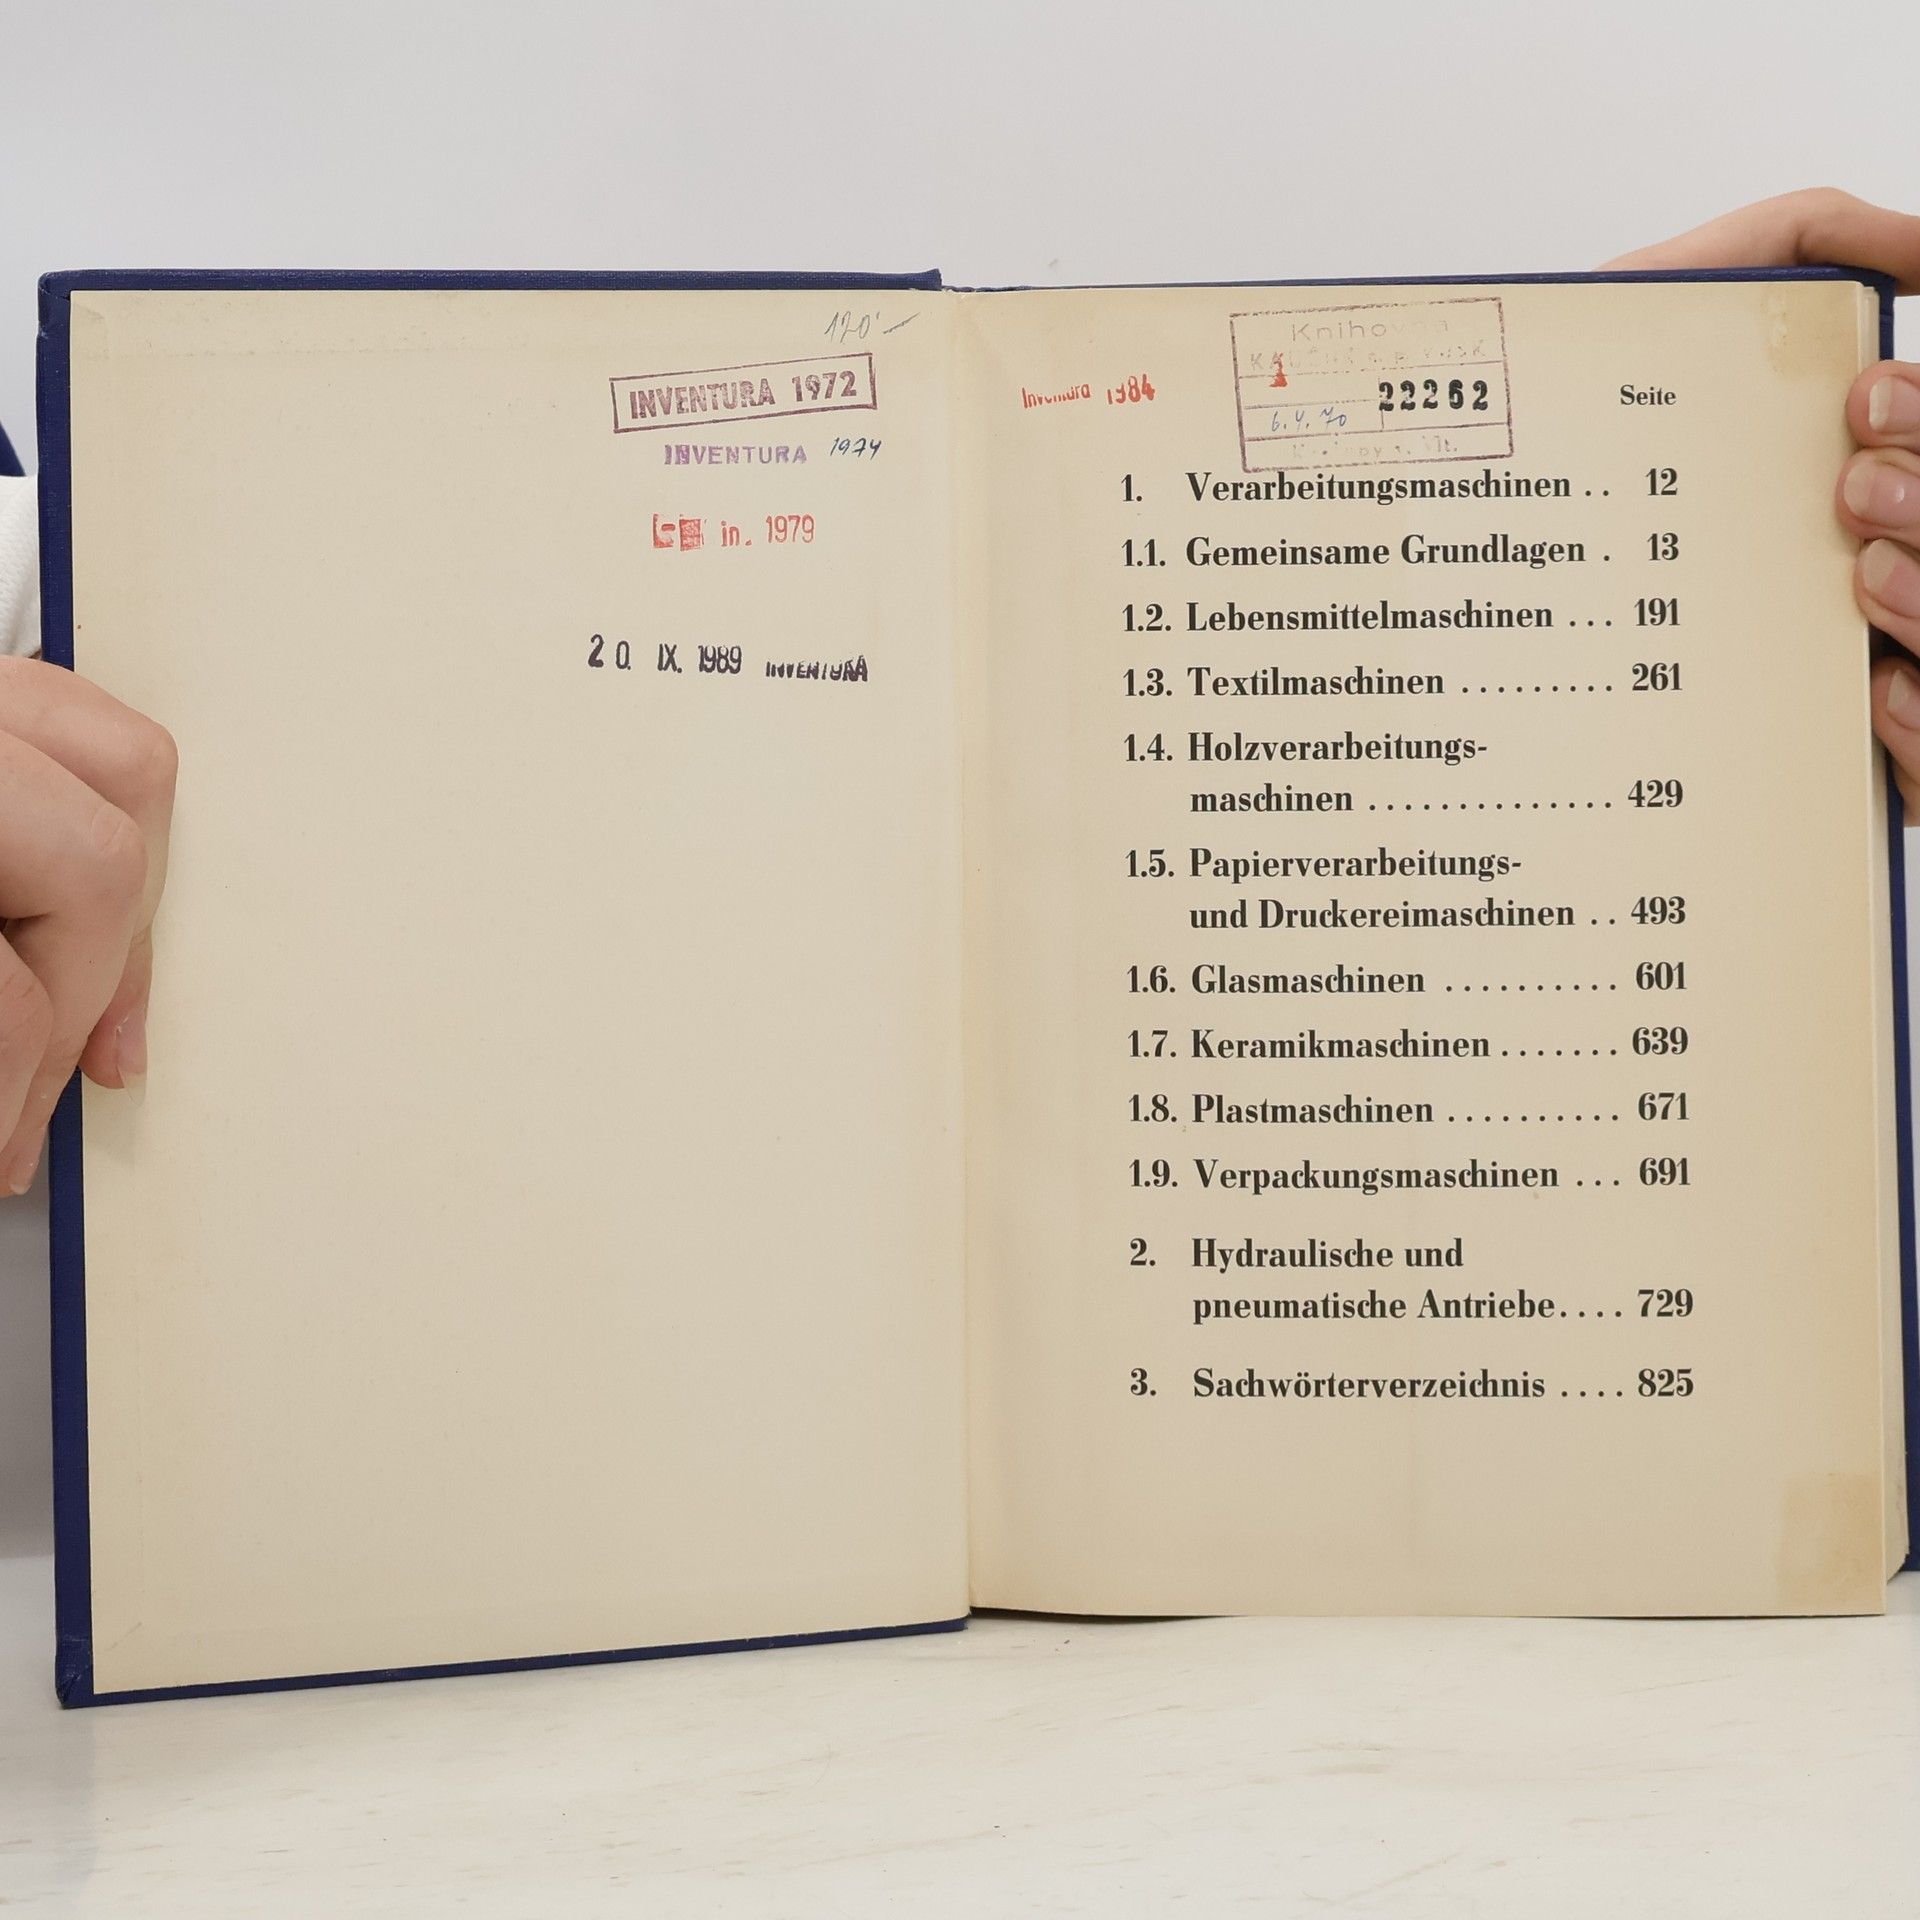 120'—
INVENTURA 1972
INVENTURA 1974
in. 1979
20. IX. 1989 INVENTURA
Inventura 1984
Knihovna
22262
6.4.70
Seite
1. Verarbeitungsmaschinen .. 12
1.1. Gemeinsame Grundlagen . 13
1.2. Lebensmittelmaschinen ... 191
1.3. Textilmaschinen ......... 261
1.4. Holzverarbeitungs-
maschinen .............. 429
1.5. Papierverarbeitungs-
und Druckereimaschinen .. 493
1.6. Glasmaschinen .......... 601
1.7. Keramikmaschinen ....... 639
1.8. Plastmaschinen .......... 671
1.9. Verpackungsmaschinen ... 691
2. Hydraulische und
pneumatische Antriebe.... 729
3. Sachwörterverzeichnis .... 825